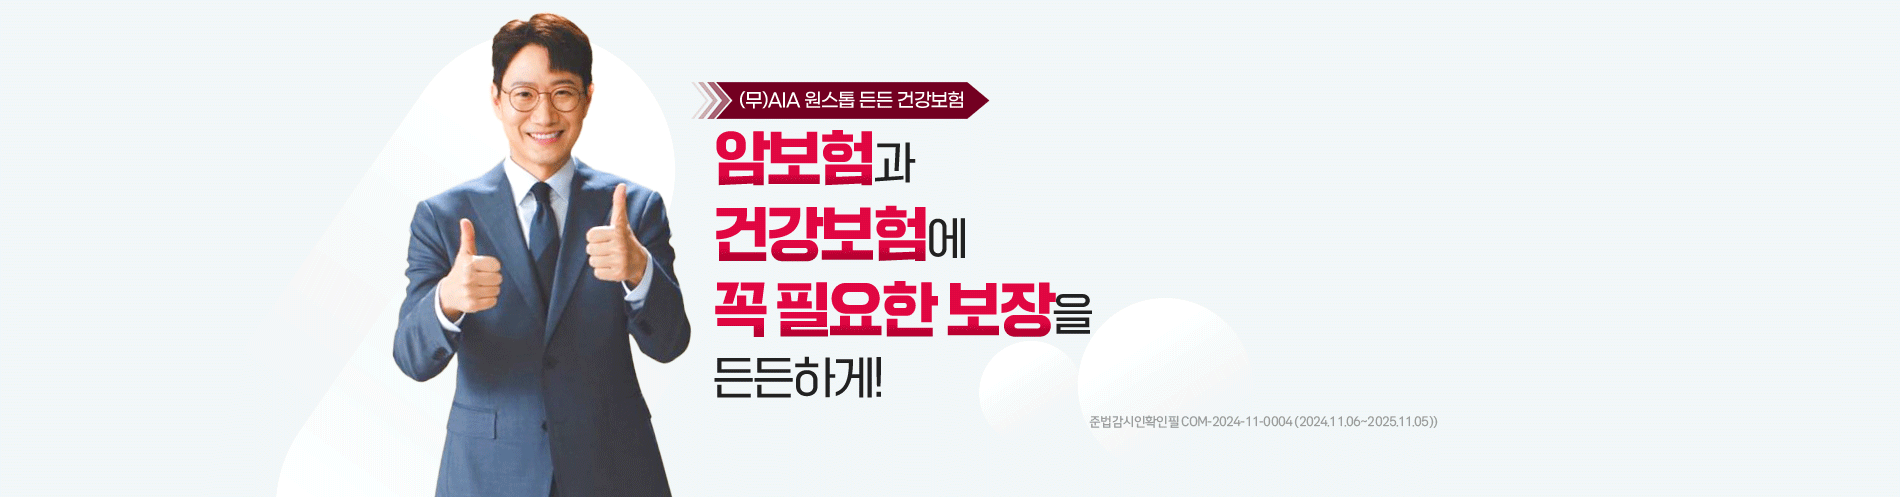 (무)AIA 원스톱 든든 건강보험
암보험과
건강보험에
꼭 필요한 보장을
든든하게!
준법감시인확인필 COM-2024-11-0004 (2024.11.06~2025.11.05))